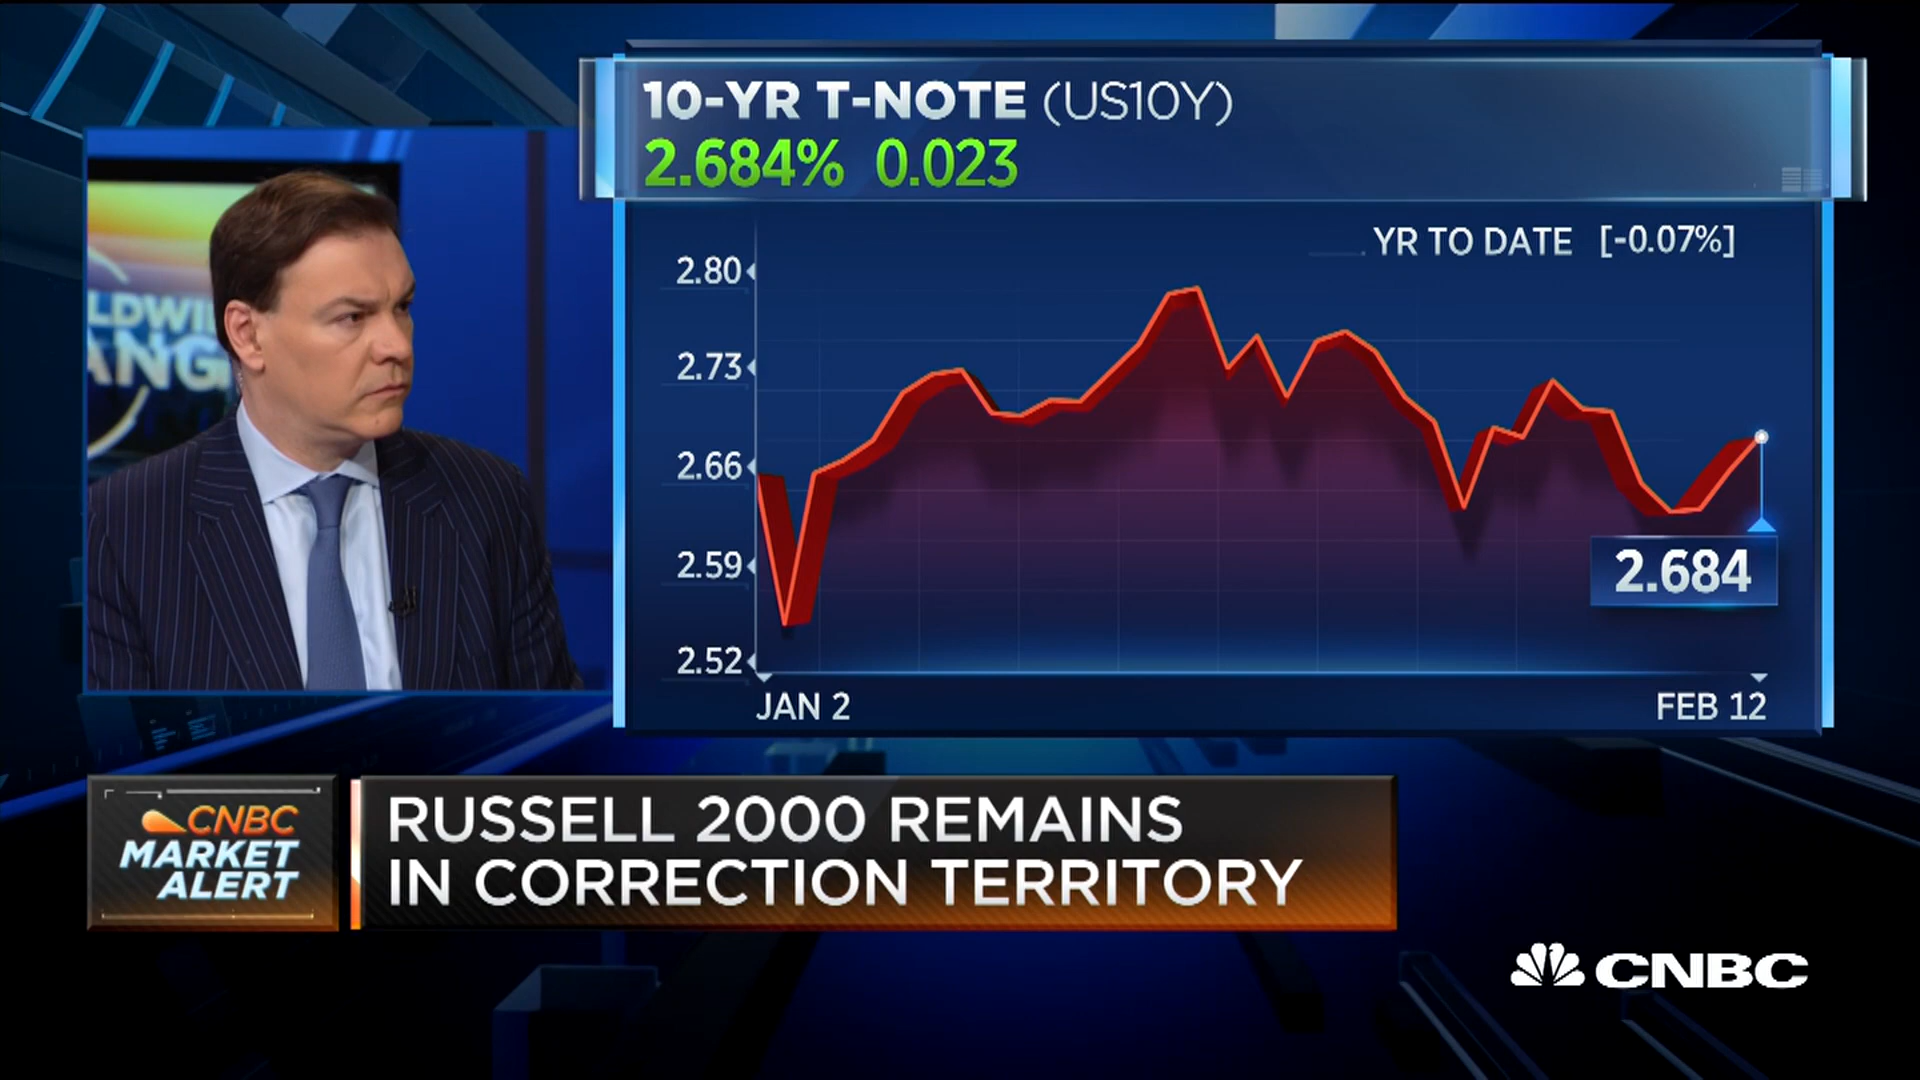 10-YR T-NOTE (US10Y)
2.684% 0.023
YR TO DATE [-0.07%]
2.80
2.73
2.66
2.59
2.52
2.684
JAN 2
FEB 12
LDWI
ANG
CNBC
MARKET
ALERT
RUSSELL 2000 REMAINS
IN CORRECTION TERRITORY
CNBC